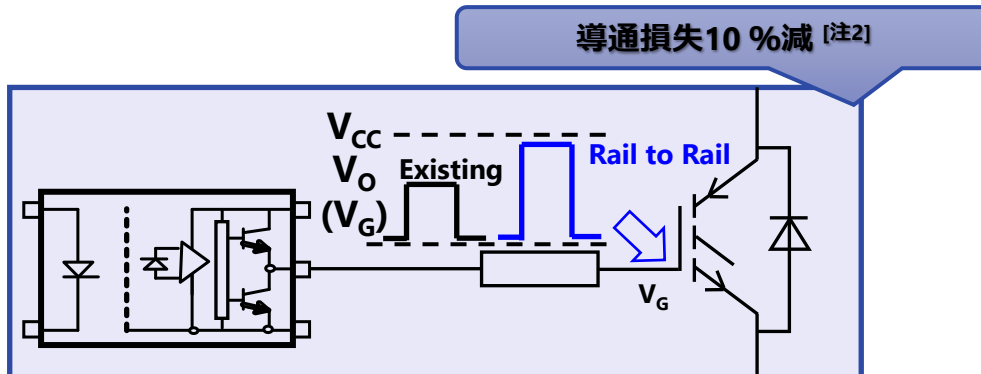 導通損失10 %減 [注2]
VCC
VO
(VG)
Existing
Rail to Rail
VG